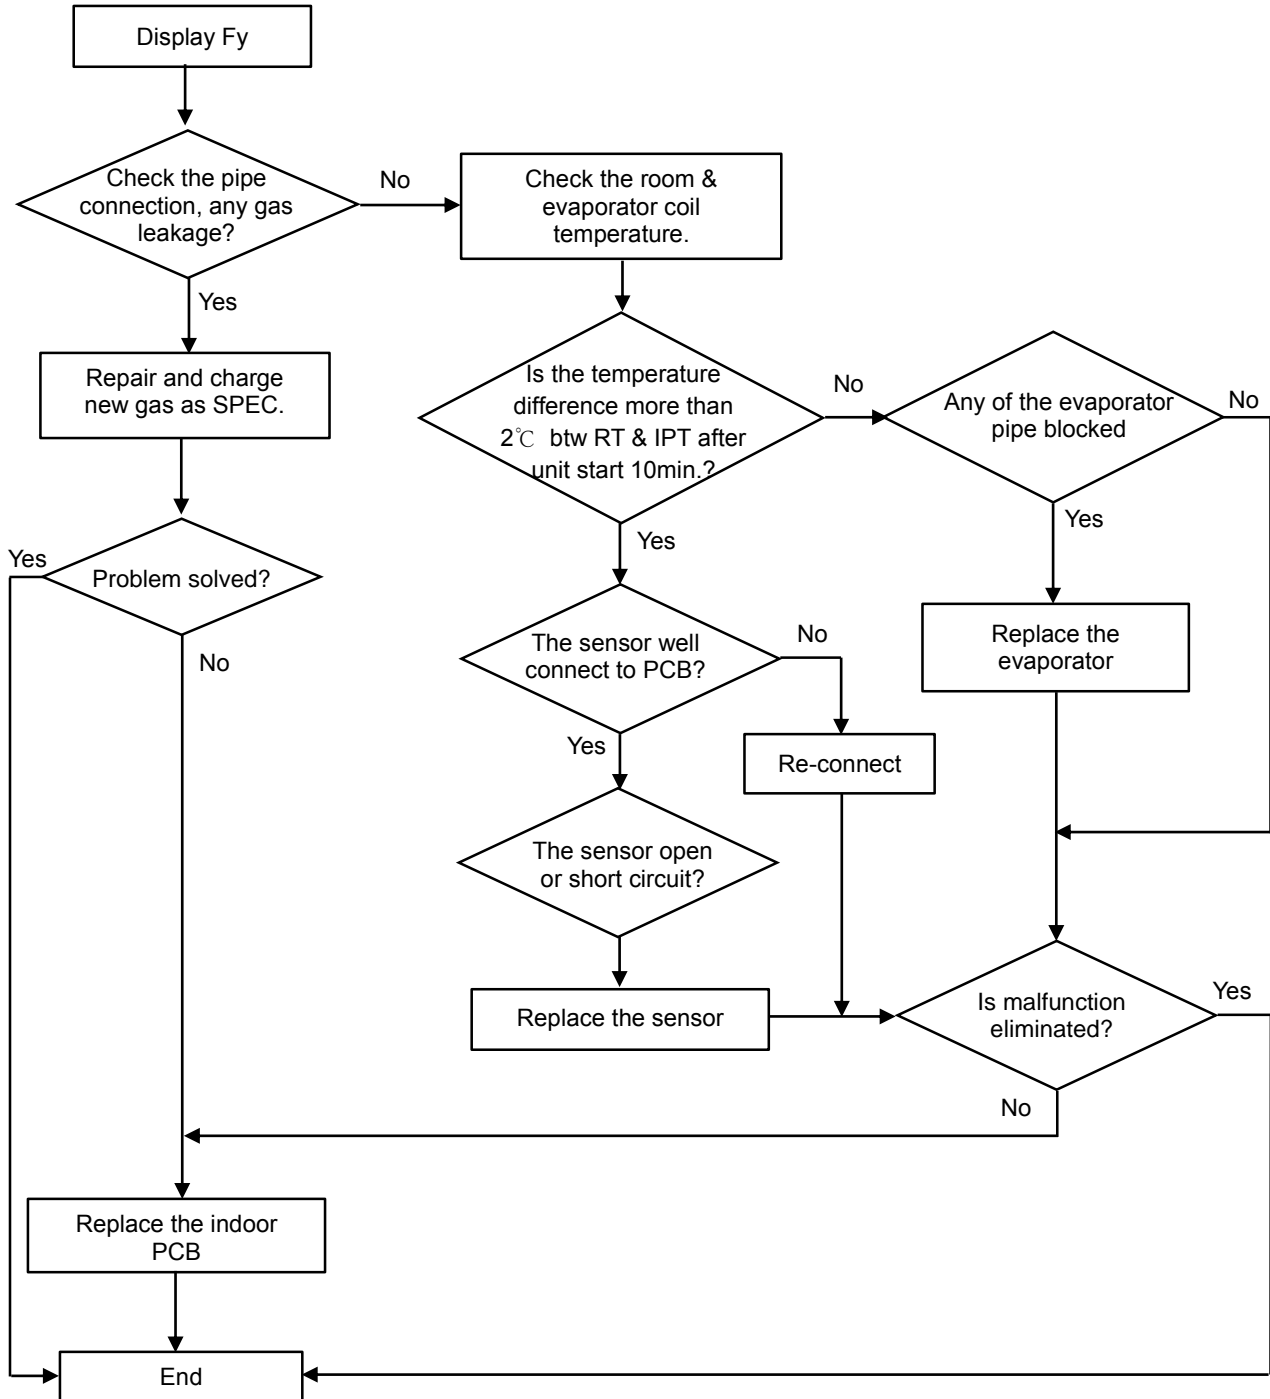 Display Fy
Check the pipe
connection, any gas
leakage?
No
Check the room &
evaporator coil
temperature.
Yes
Repair and charge
new gas as SPEC.
Is the temperature
difference more than
2℃ btw RT & IPT after
unit start 10min.?
No
Any of the evaporator
pipe blocked
No
Yes
Problem solved?
Yes
No
Yes
The sensor well
connect to PCB?
No
Yes
Replace the
evaporator
Re-connect
The sensor open
or short circuit?
Replace the sensor
Is malfunction
eliminated?
Yes
No
Replace the indoor
PCB
End